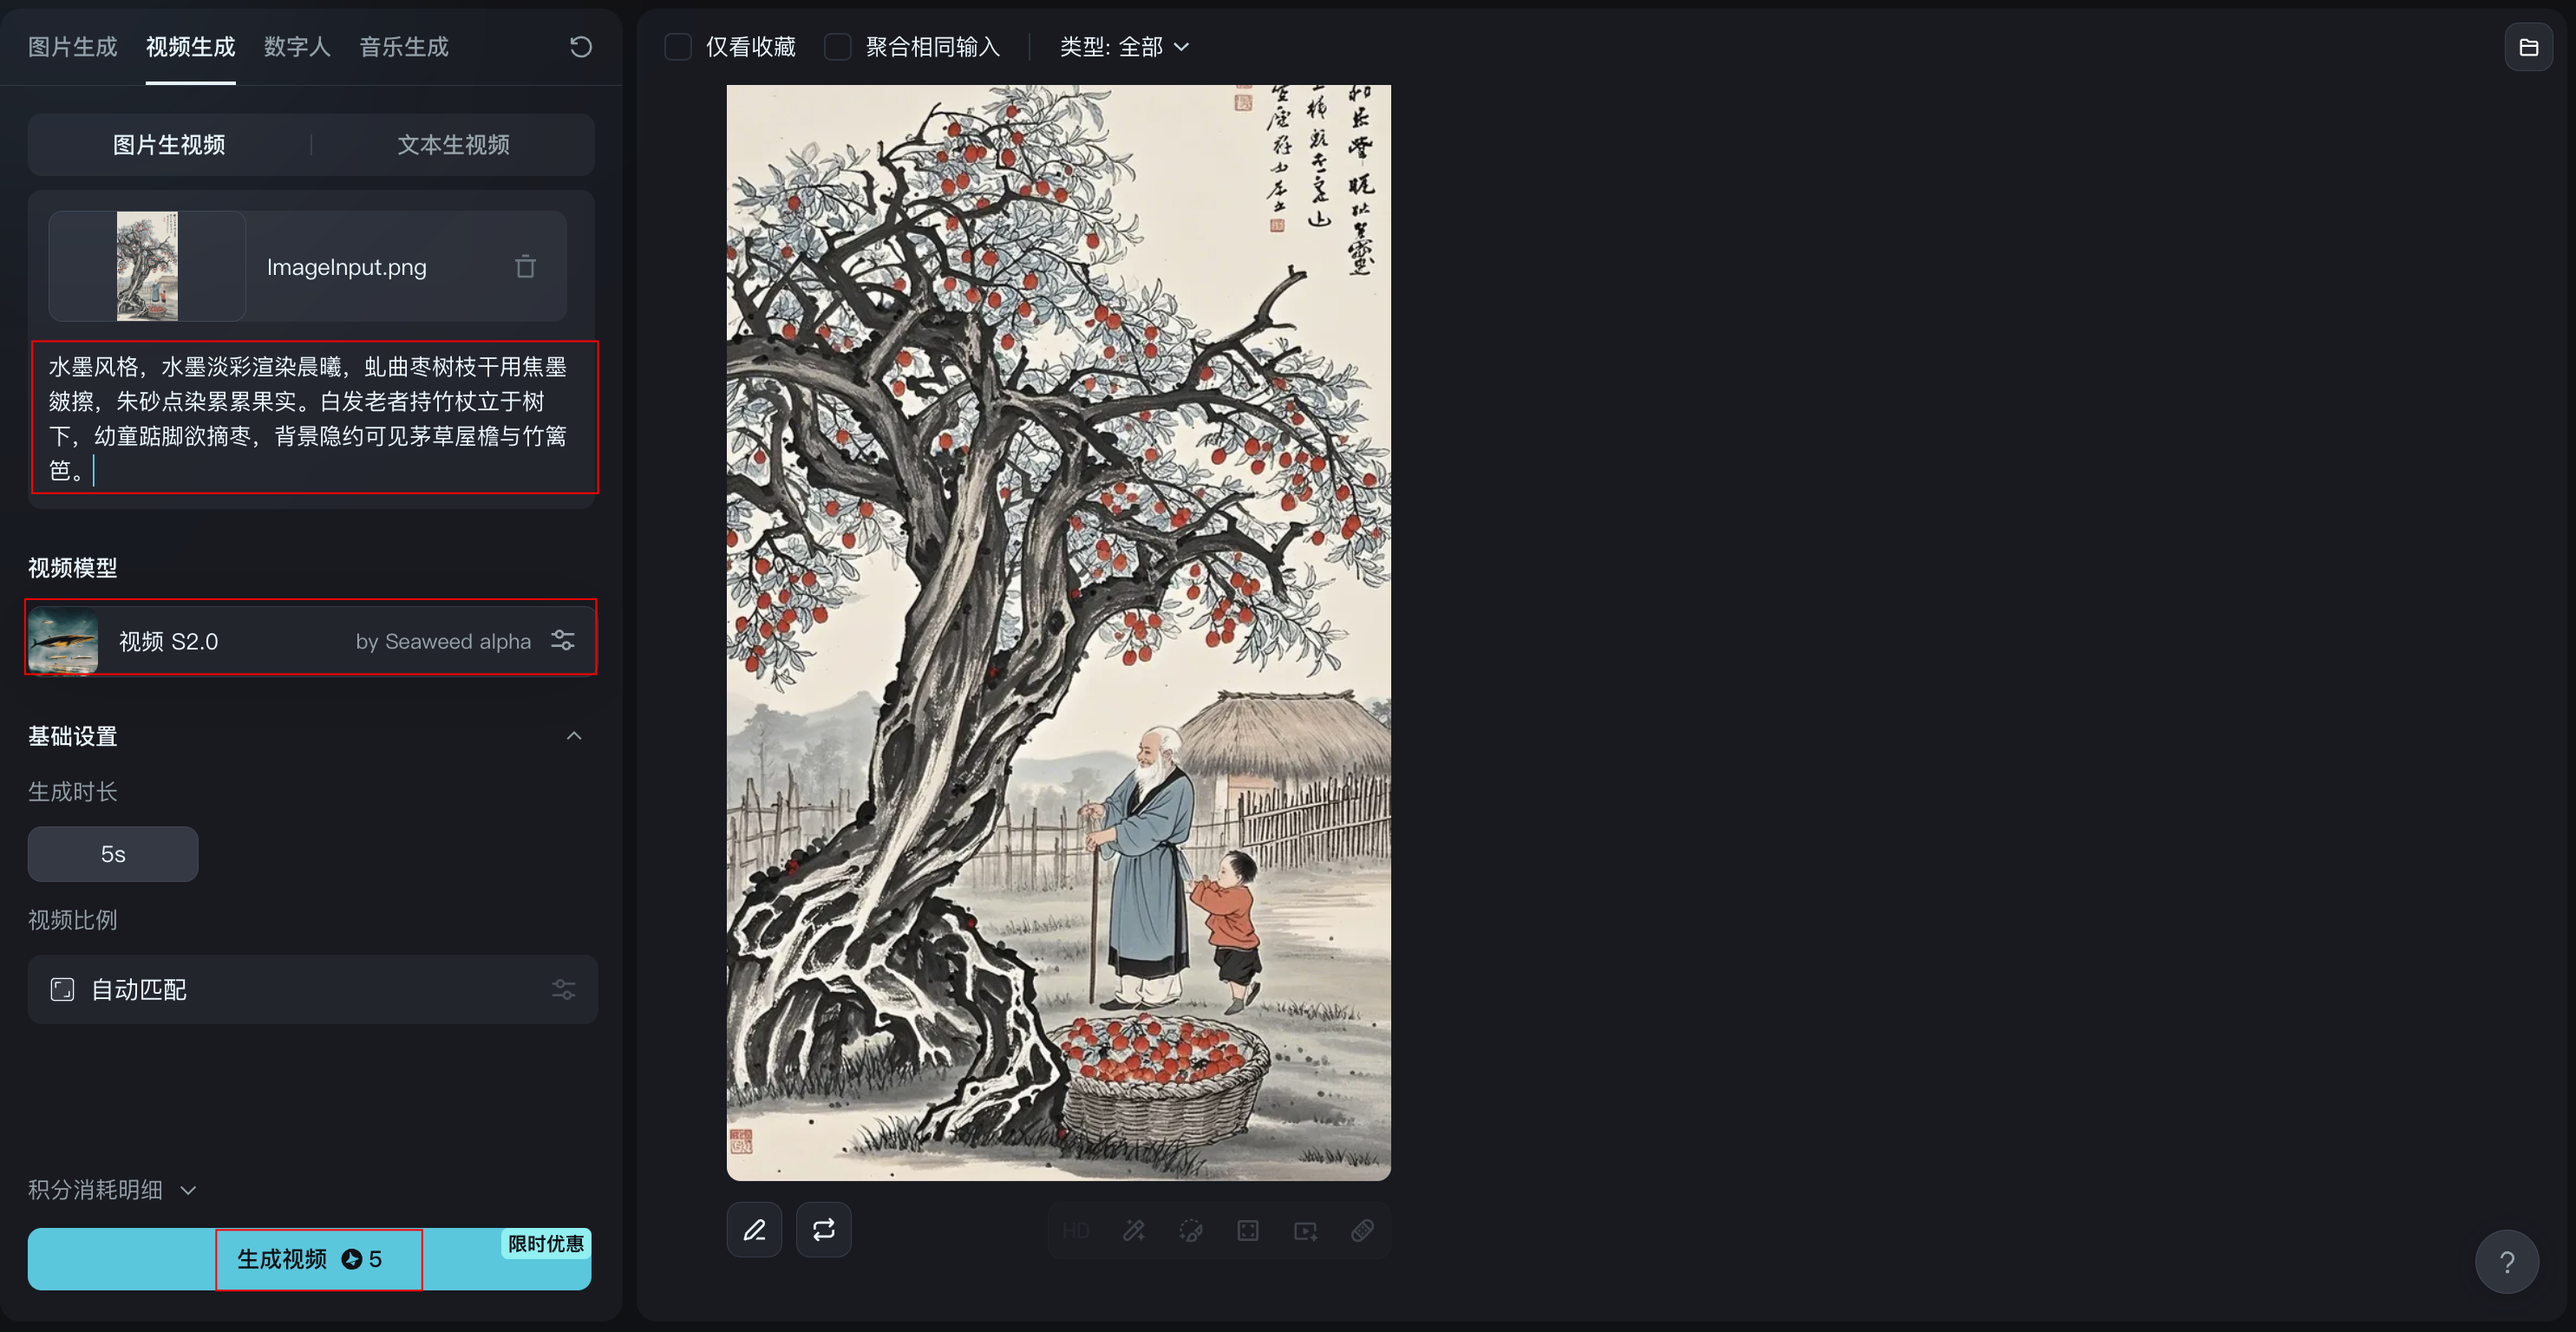 图片生成 视频生成 数字人 音乐生成
图片生视频 文本生视频
ImageInput.png
水墨风格，水墨淡彩渲染晨曦，虬曲枣树枝干用焦墨
皴擦，朱砂点染累累果实。白发老者持竹杖立于树
下，幼童踮脚欲摘枣，背景隐约可见茅草屋檐与竹篱
笆。
视频模型
视频 S2.0 by Seaweed alpha
基础设置
生成时长
5s
视频比例
自动匹配
积分消耗明细
限时优惠
生成视频 5
仅看收藏 聚合相同输入 类型: 全部
HD
?